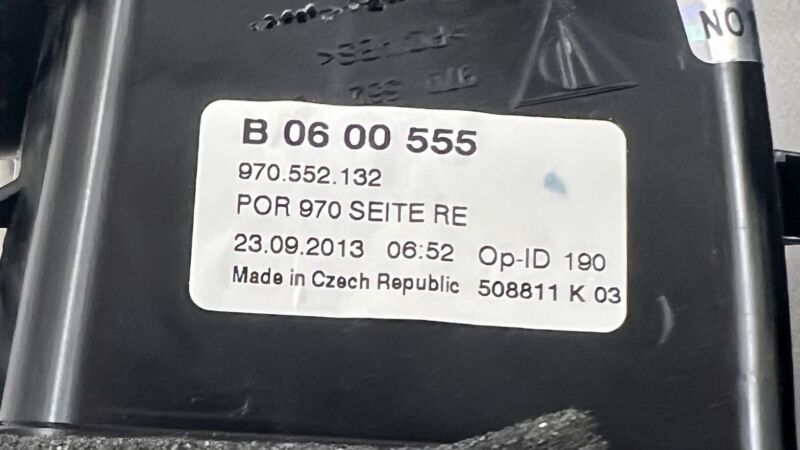 NO
B 06 00 555
970.552.132
POR 970 SEITE RE
23.09.2013 06:52 Op-ID 190
Made in Czech Republic 508811 K 03